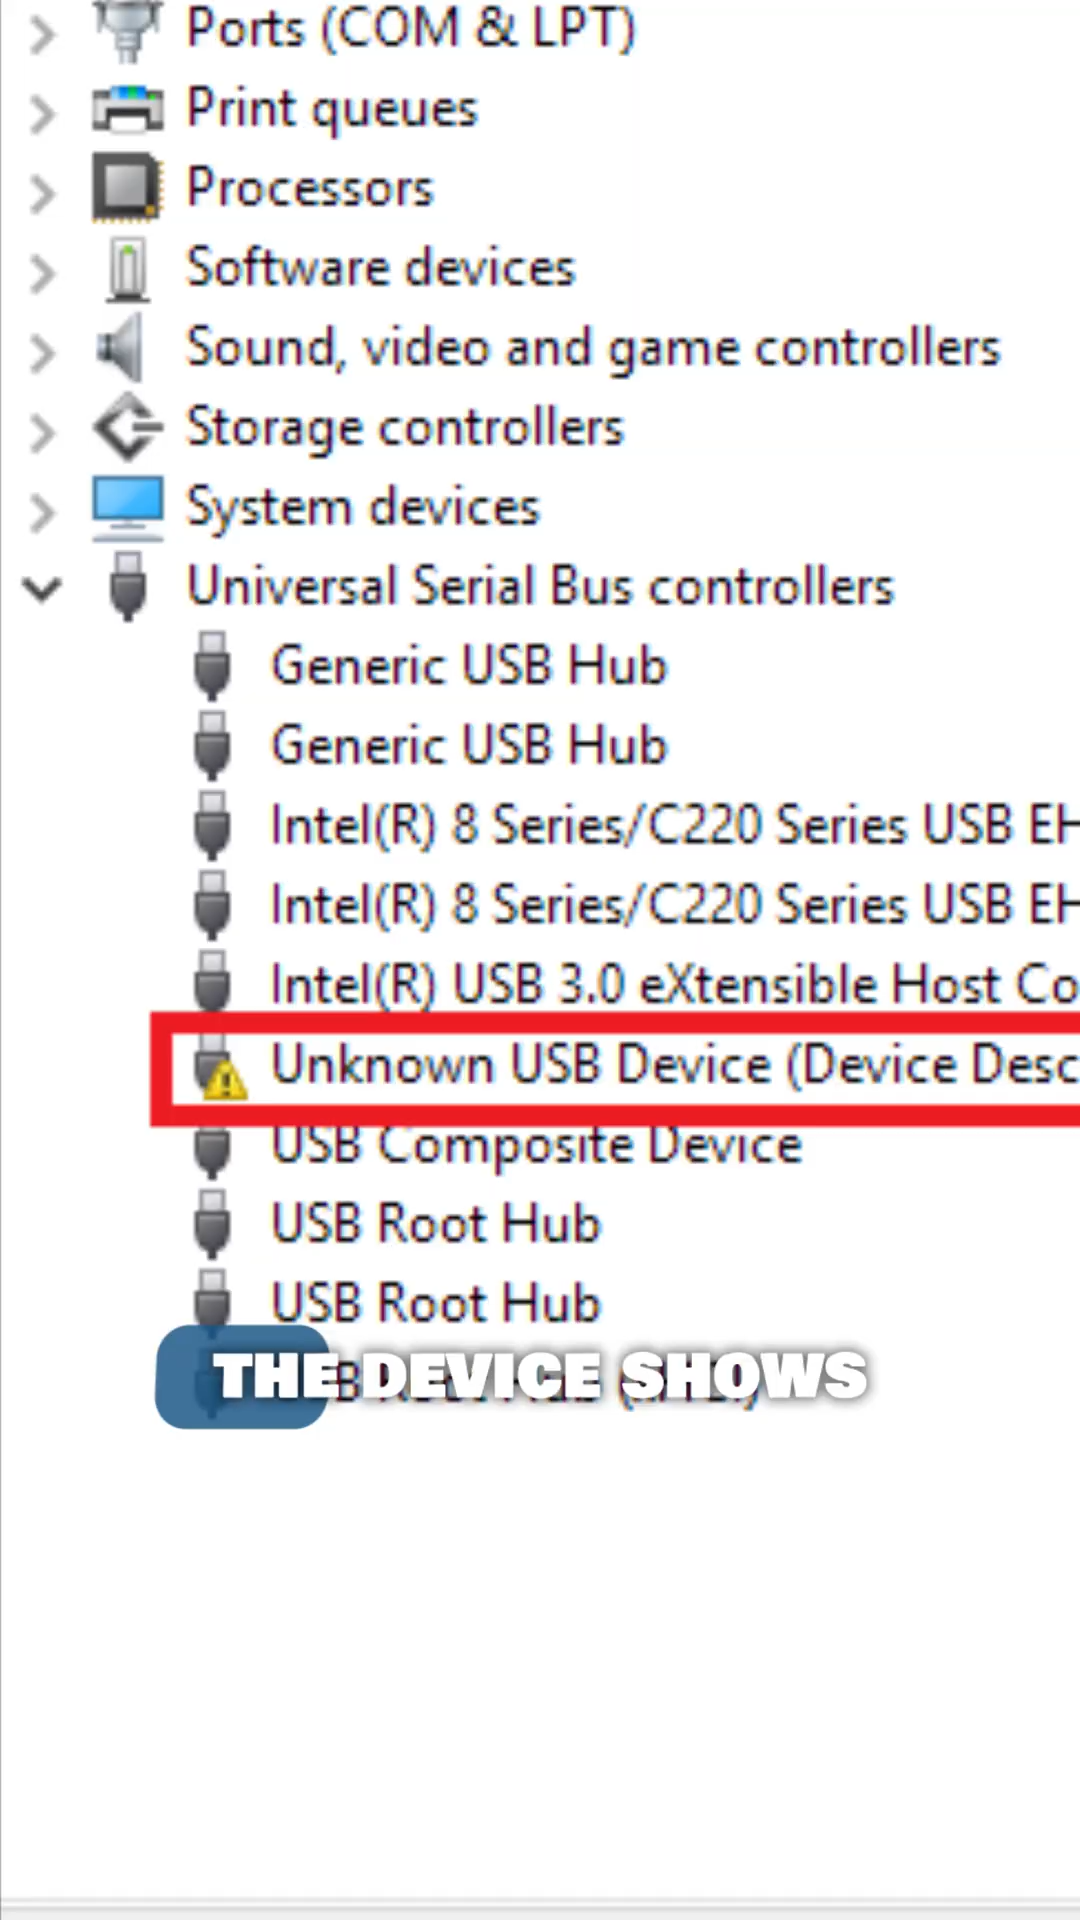 Ports (COM & LPT)
Print queues
Processors
Software devices
Sound, video and game controllers
Storage controllers
System devices
Universal Serial Bus controllers
Generic USB Hub
Generic USB Hub
Intel(R) 8 Series/C220 Series USB EH
Intel(R) 8 Series/C220 Series USB EH
Intel(R) USB 3.0 eXtensible Host Co
Unknown USB Device (Device Desc
USB Composite Device
USB Root Hub
USB Root Hub
THE DEVICE SHOWS